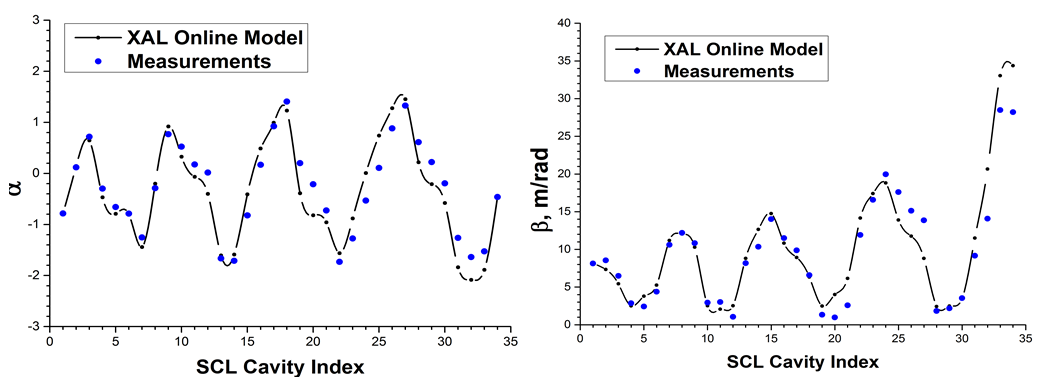 3
2
1
0
-1
-2
-3
α
XAL Online Model
Measurements
0 5 10 15 20 25 30 35
SCL Cavity Index
40
35
30
25
20
15
10
5
0
β, m/rad
XAL Online Model
Measurements
0 5 10 15 20 25 30 35
SCL Cavity Index